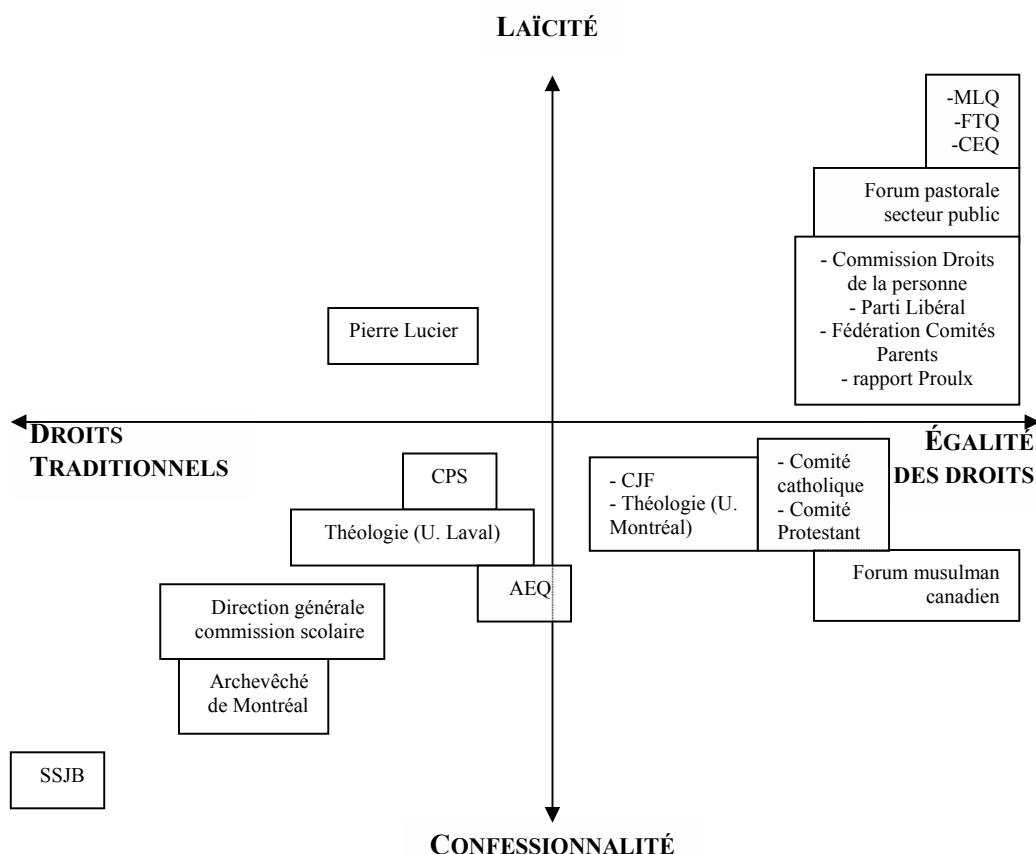 LAÏCITÉ
-MLQ
-FTQ
-CEQ
Forum pastorale
secteur public
- Commission Droits
de la personne
- Parti Libéral
- Fédération Comités
Parents
- rapport Proulx
Pierre Lucier
DROITS
TRADITIONNELS
ÉGALITÉ
DES DROITS
CPS
- CJF
- Théologie (U.
Montréal)
- Comité
catholique
- Comité
Protestant
Théologie (U. Laval)
AEQ
Forum musulman
canadien
Direction générale
commission scolaire
Archevêché
de Montréal
SSJB
CONFESSIONNALITÉ